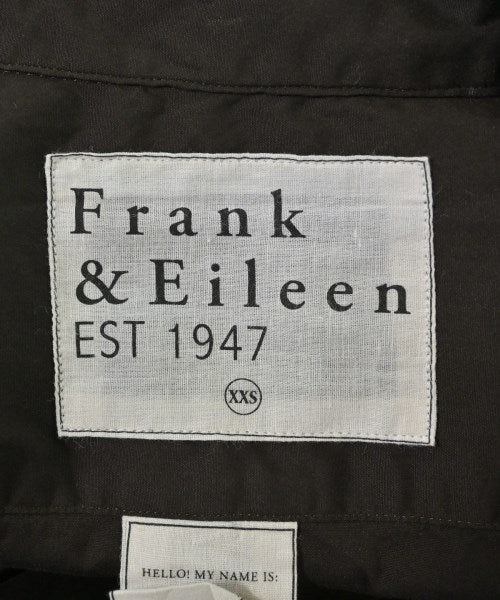 Frank
& Eileen
EST 1947
XXS
HELLO! MY NAME IS: